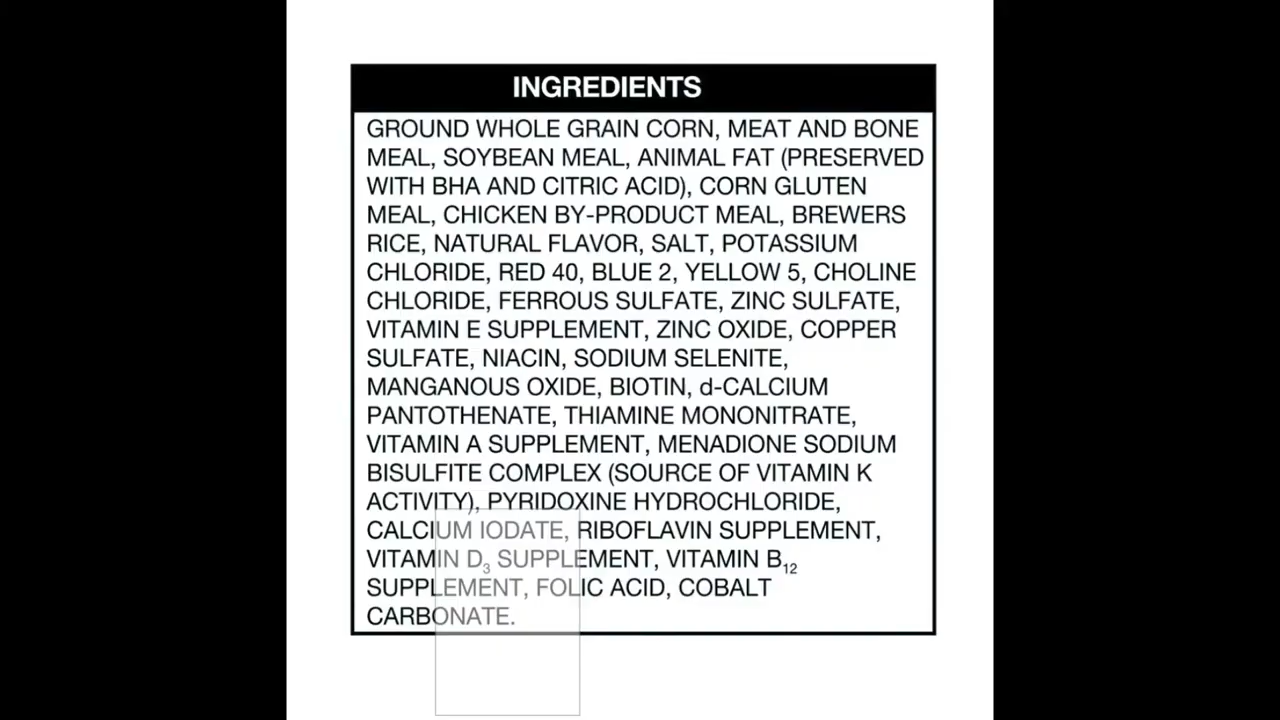 INGREDIENTS
GROUND WHOLE GRAIN CORN, MEAT AND BONE
MEAL, SOYBEAN MEAL, ANIMAL FAT (PRESERVED
WITH BHA AND CITRIC ACID), CORN GLUTEN
MEAL, CHICKEN BY-PRODUCT MEAL, BREWERS
RICE, NATURAL FLAVOR, SALT, POTASSIUM
CHLORIDE, RED 40, BLUE 2, YELLOW 5, CHOLINE
CHLORIDE, FERROUS SULFATE, ZINC SULFATE,
VITAMIN E SUPPLEMENT, ZINC OXIDE, COPPER
SULFATE, NIACIN, SODIUM SELENITE,
MANGANOUS OXIDE, BIOTIN, d-CALCIUM
PANTOTHENATE, THIAMINE MONONITRATE,
VITAMIN A SUPPLEMENT, MENADIONE SODIUM
BISULFITE COMPLEX (SOURCE OF VITAMIN K
ACTIVITY), PYRIDOXINE HYDROCHLORIDE,
CALCIUM IODATE, RIBOFLAVIN SUPPLEMENT,
VITAMIN D₃ SUPPLEMENT, VITAMIN B₁₂
SUPPLEMENT, FOLIC ACID, COBALT
CARBONATE.